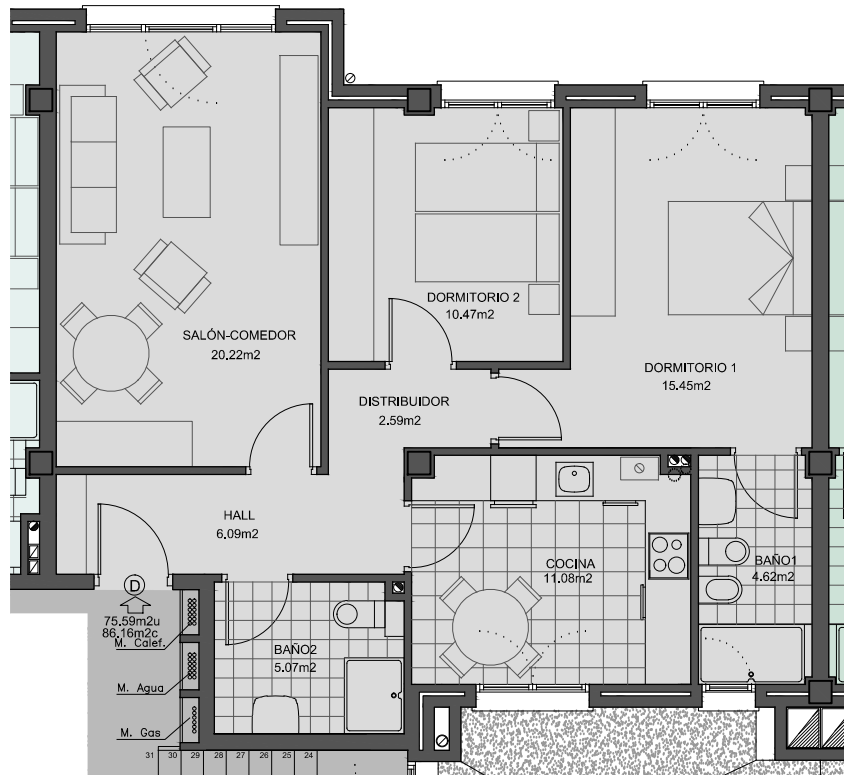 SALÓN-COMEDOR
20.22m2
DORMITORIO 2
10.47m2
DORMITORIO 1
15.45m2
DISTRIBUIDOR
2.59m2
HALL
6.09m2
COCINA
11.08m2
BAÑO1
4.62m2
D
75.59m2u
86.16m2c
M. Calef.
BAÑO2
5.07m2
M. Agua
M. Gas
31 30 29 28 27 26 25 24